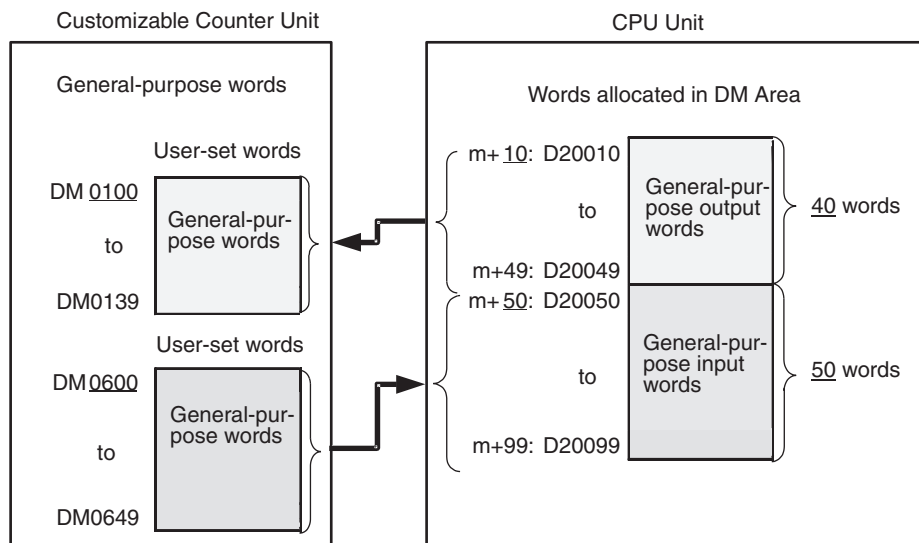 Customizable Counter Unit
General-purpose words
User-set words
DM 0100
to
DM0139
General-pur-
pose words
User-set words
DM 0600
to
DM0649
General-pur-
pose words
CPU Unit
Words allocated in DM Area
m+ 10: D20010
to
m+49: D20049
General-pur-
pose output
words
40 words
m+ 50: D20050
to
m+99: D20099
General-pur-
pose input
words
50 words